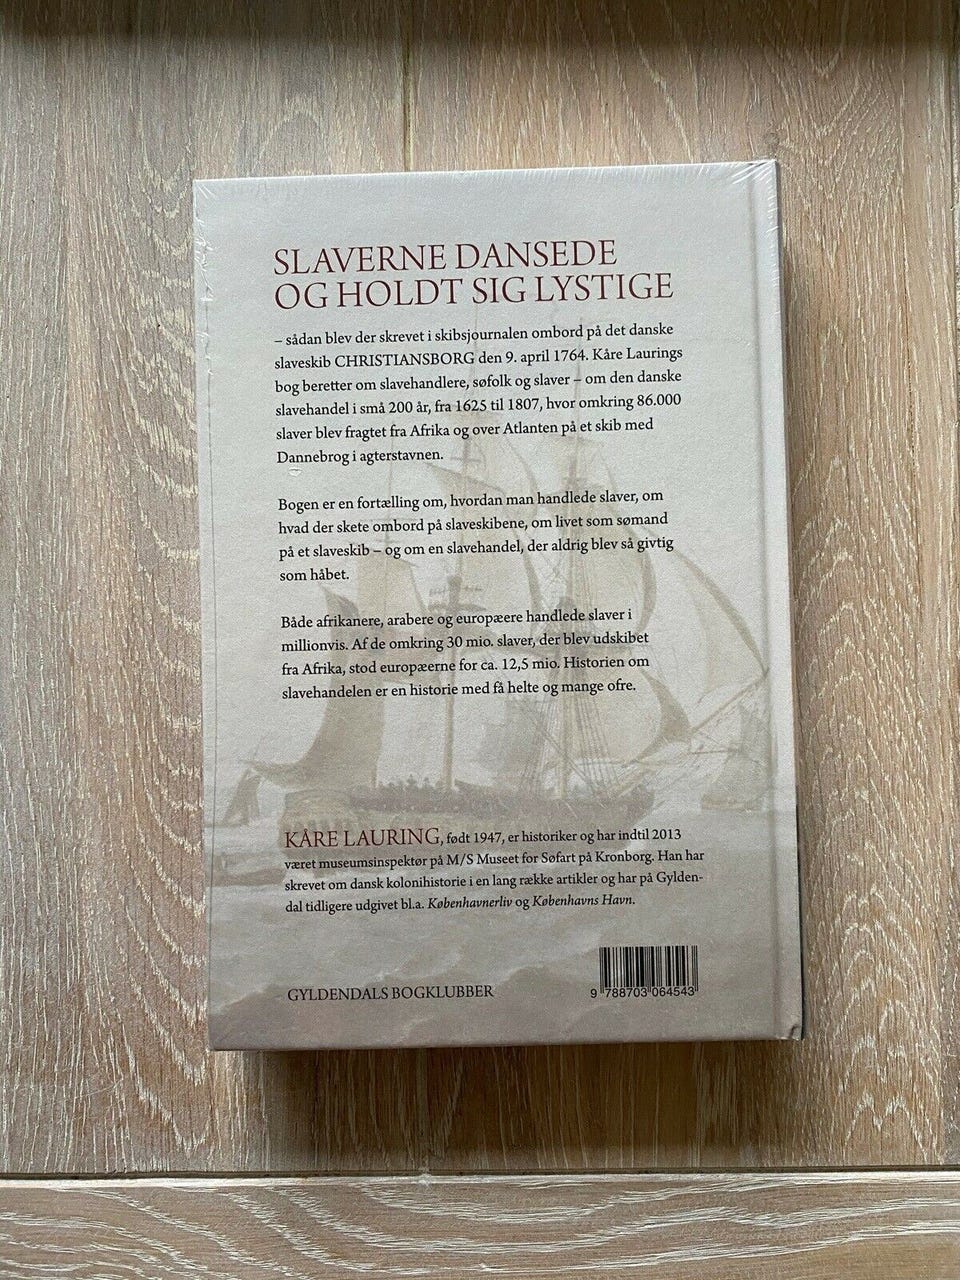 SLAVERNE DANSEDE
OG HOLDT SIG LYSTIGE
– sådan blev der skrevet i skibsjournalen ombord på det danske
slaveskib CHRISTIANSBORG den 9. april 1764. Kåre Laurings
bog beretter om slavehandlere, søfolk og slaver – om den danske
slavehandel i små 200 år, fra 1625 til 1807, hvor omkring 86.000
slaver blev fragtet fra Afrika og over Atlanten på et skib med
Dannebrog i agterstavnen.
Bogen er en fortælling om, hvordan man handlede slaver, om
hvad der skete ombord på slaveskibene, om livet som sømand
på et slaveskib – og om en slavehandel, der aldrig blev så givtig
som håbet.
Både afrikanere, arabere og europæere handlede slaver i
millionvis. Af de omkring 30 mio. slaver, der blev udskibet
fra Afrika, stod europæerne for ca. 12,5 mio. Historien om
slavehandelen er en historie med få helte og mange ofre.
KÅRE LAURING, født 1947, er historiker og har indtil 2013
været museumsinspektør på M/S Museet for Søfart på Kronborg. Han har
skrevet om dansk kolonihistorie i en lang række artikler og har på Gylden-
dal tidligere udgivet bl.a. Københavnerliv og Københavns Havn.
GYLDENDALS BOGKLUBBER
9 788703 064543